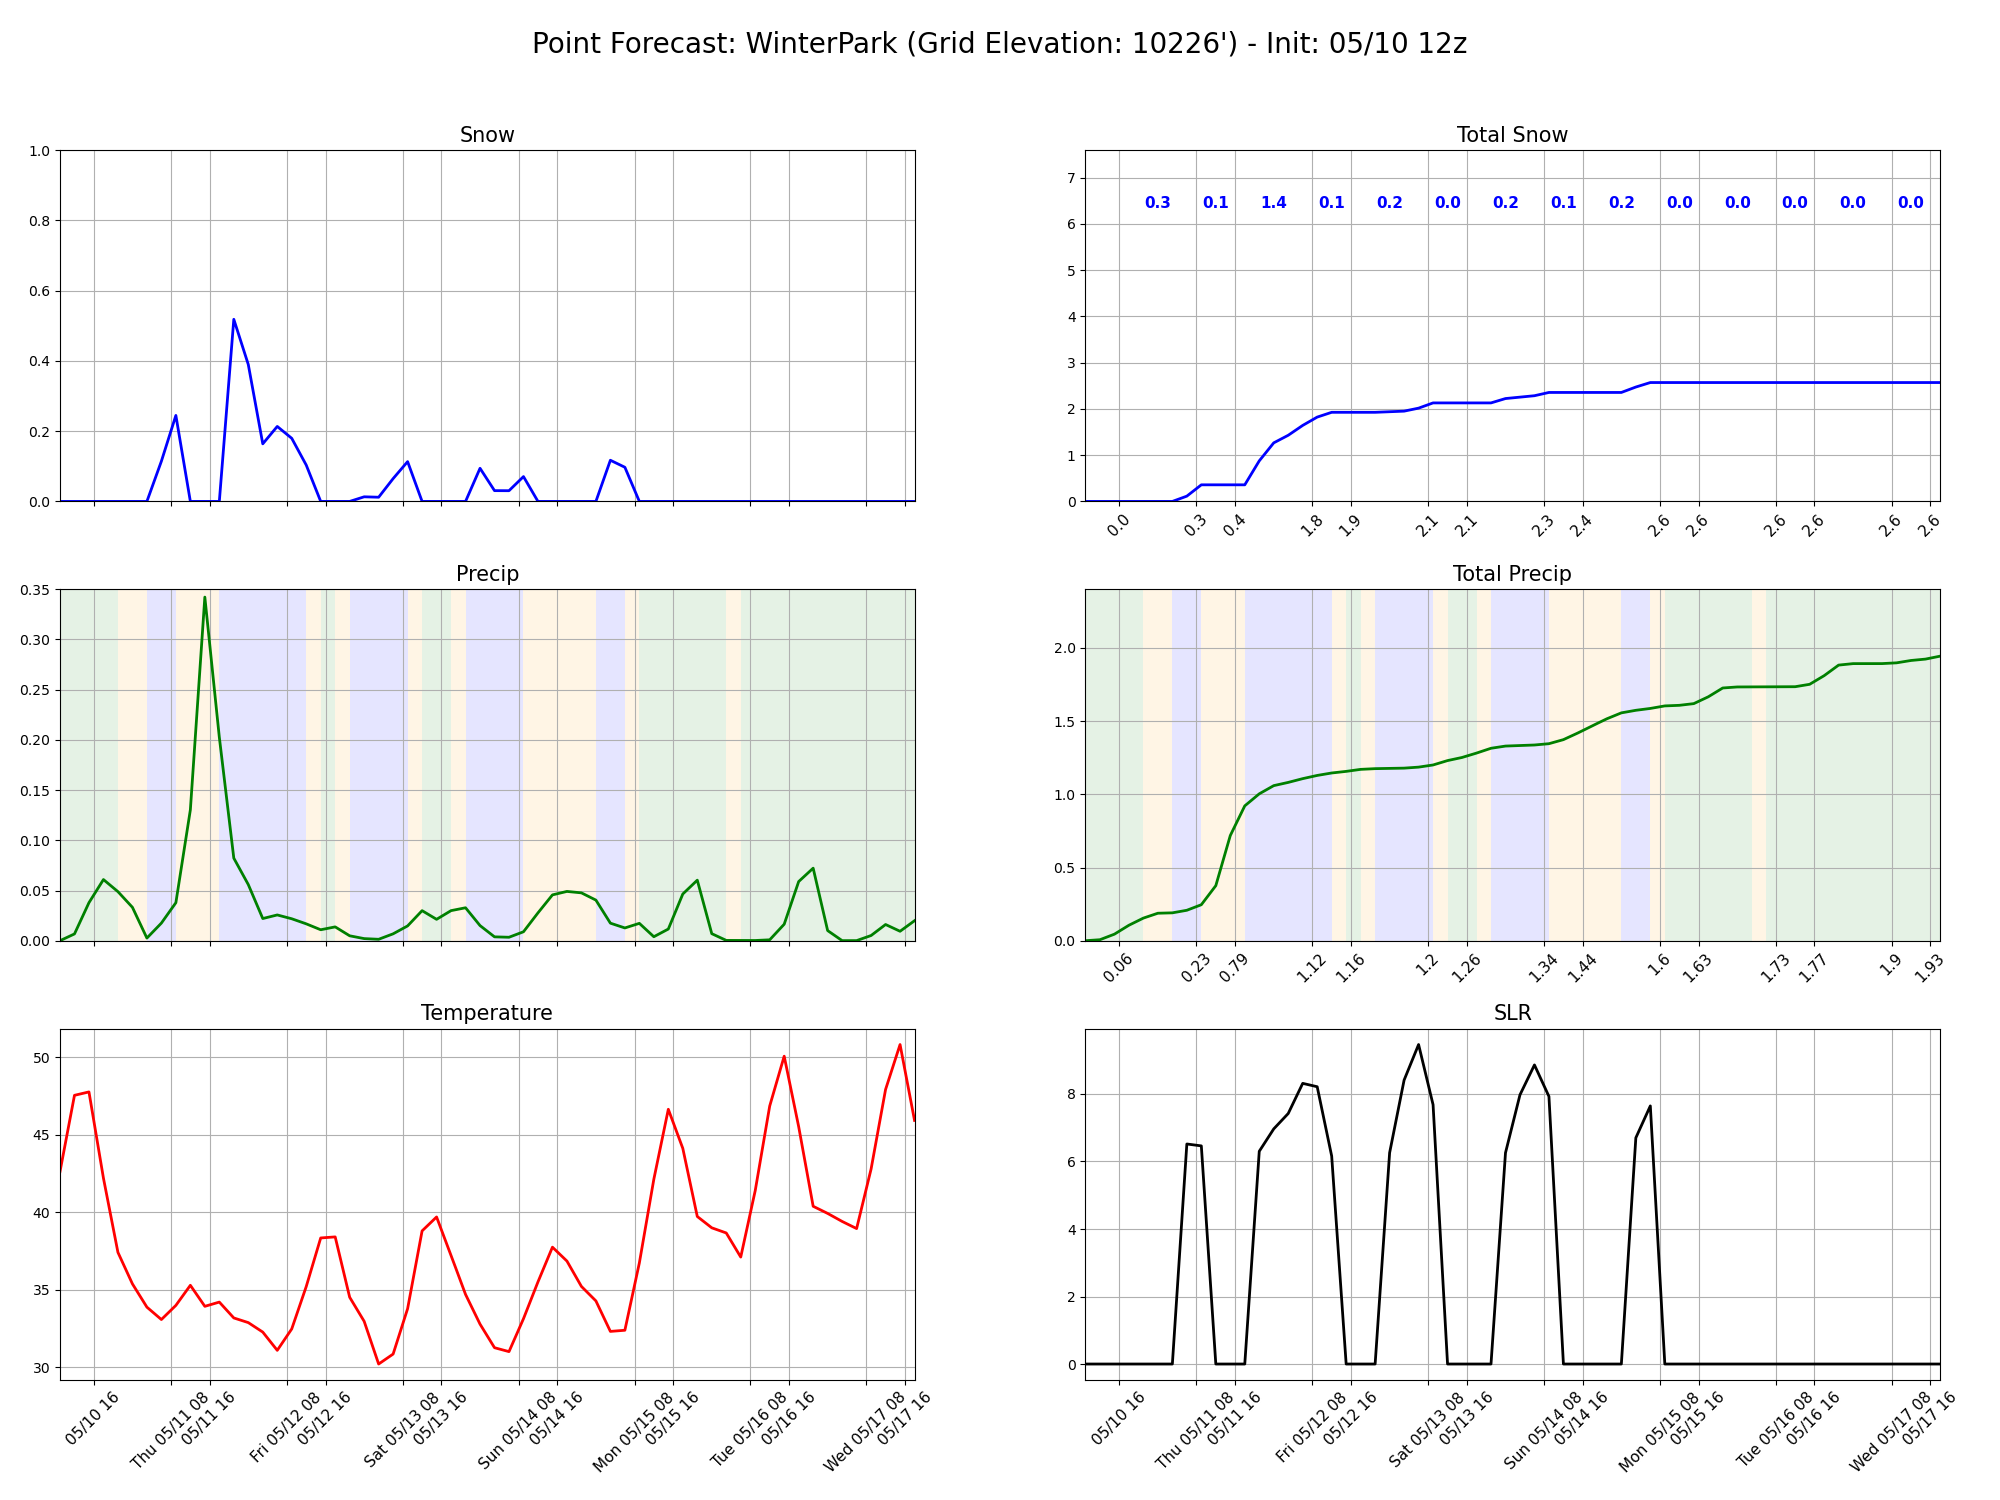 Point Forecast: WinterPark (Grid Elevation: 10226') - Init: 05/10 12z
Snow
1.0
0.8
0.6
0.4
0.2
0.0
Total Snow
7
6
5
4
3
2
1
0
0.3 0.1 1.4 0.1 0.2 0.0 0.2 0.1 0.2 0.0 0.0 0.0 0.0 0.0
0.0 0.3 0.4 1.8 1.9 2.1 2.1 2.3 2.4 2.6 2.6 2.6 2.6 2.6 2.6
Precip
0.35
0.30
0.25
0.20
0.15
0.10
0.05
0.00
Total Precip
2.0
1.5
1.0
0.5
0.0
0.06 0.23 0.79 1.12 1.16 1.2 1.26 1.34 1.44 1.6 1.63 1.73 1.77 1.9 1.93
Temperature
50
45
40
35
30
05/10 16
Thu 05/11 08
05/11 16
Fri 05/12 08
05/12 16
Sat 05/13 08
05/13 16
Sun 05/14 08
05/14 16
Mon 05/15 08
05/15 16
Tue 05/16 08
05/16 16
Wed 05/17 08
05/17 16
SLR
8
6
4
2
0
05/10 16
Thu 05/11 08
05/11 16
Fri 05/12 08
05/12 16
Sat 05/13 08
05/13 16
Sun 05/14 08
05/14 16
Mon 05/15 08
05/15 16
Tue 05/16 08
05/16 16
Wed 05/17 08
05/17 16